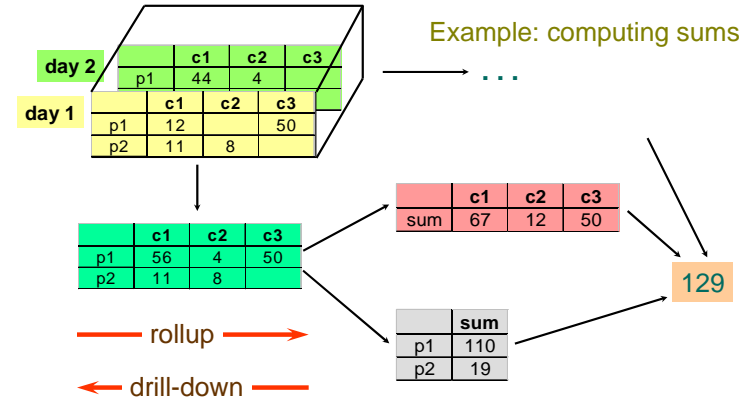 Example: computing sums
day 2
c1 c2 c3
p1 44 4
. . .
day 1
c1 c2 c3
p1 12 50
p2 11 8
c1 c2 c3
sum 67 12 50
c1 c2 c3
p1 56 4 50
p2 11 8
129
sum
p1 110
p2 19
rollup
drill-down